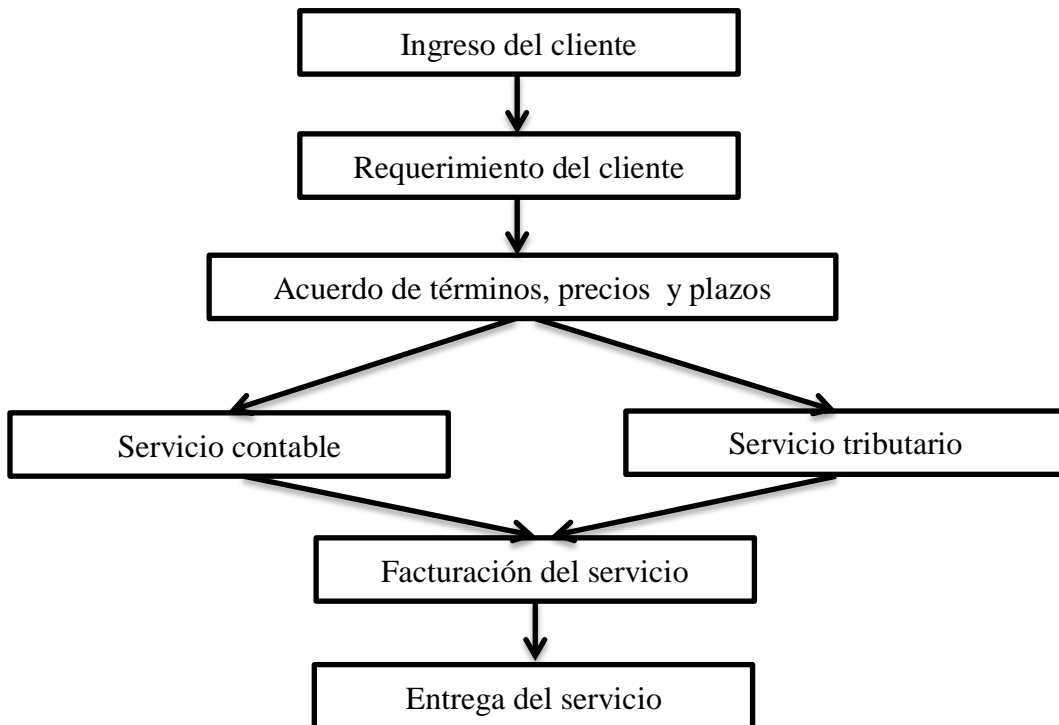 Ingreso del cliente
Requerimiento del cliente
Acuerdo de términos, precios y plazos
Servicio contable
Servicio tributario
Facturación del servicio
Entrega del servicio